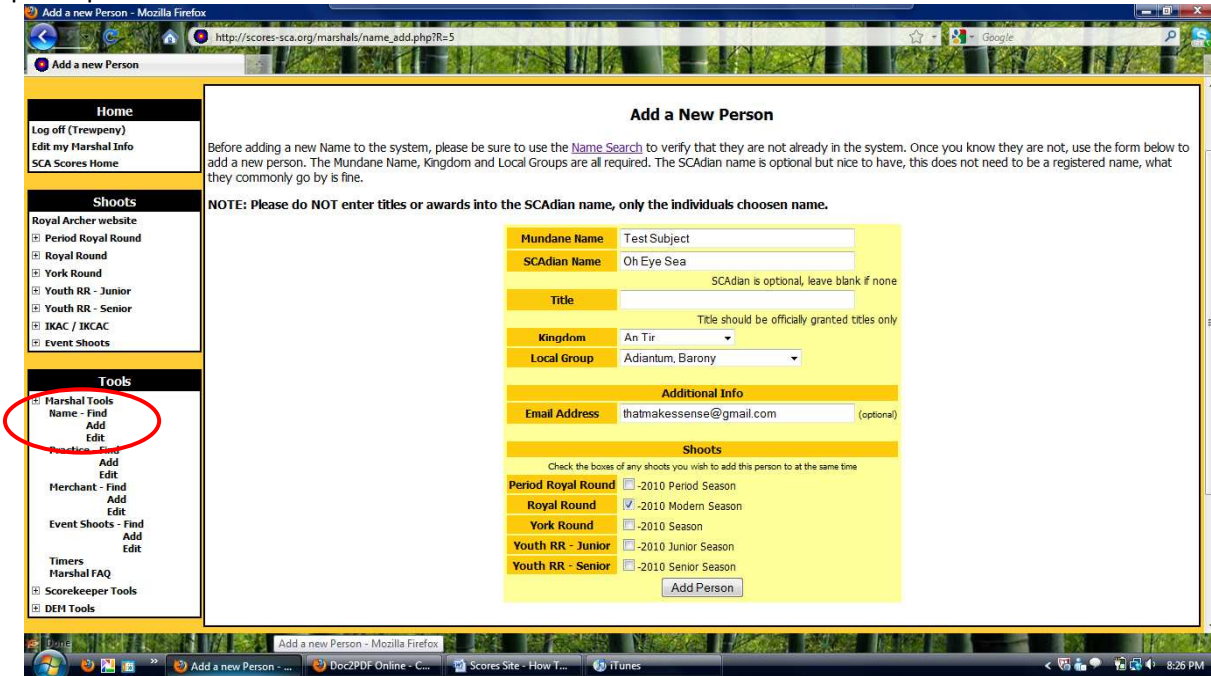 Add a new Person - Mozilla Firefox
http://scores-sca.org/marshals/name_add.php?R=5
Google
Add a new Person
Home
Log off (Trewpeny)
Edit my Marshal Info
SCA Scores Home
Shoots
Royal Archer website
Period Royal Round
Royal Round
York Round
Youth RR - Junior
Youth RR - Senior
IKAC / IKCAC
Event Shoots
Tools
Marshal Tools
Name - Find
Add
Edit
Practice - Find
Add
Edit
Merchant - Find
Add
Edit
Event Shoots - Find
Add
Edit
Timers
Marshal FAQ
Scorekeeper Tools
DEM Tools
Add a New Person
Before adding a new Name to the system, please be sure to use the Name Search to verify that they are not already in the system. Once you know they are not, use the form below to
add a new person. The Mundane Name, Kingdom and Local Groups are all required. The SCAdian name is optional but nice to have, this does not need to be a registered name, what
they commonly go by is fine.
NOTE: Please do NOT enter titles or awards into the SCAdian name, only the individuals choosen name.
Mundane Name Test Subject
SCAdian Name Oh Eye Sea
SCAdian is optional, leave blank if none
Title
Title should be officially granted titles only
Kingdom An Tir
Local Group Adiantum, Barony
Additional Info
Email Address thatmakessense@gmail.com (optional)
Shoots
Check the boxes of any shoots you wish to add this person to at the same time
Period Royal Round -2010 Period Season
Royal Round -2010 Modern Season
York Round -2010 Season
Youth RR - Junior -2010 Junior Season
Youth RR - Senior -2010 Senior Season
Add Person
Done
Add a new Person - Mozilla Firefox
Add a new Person - ...
Doc2PDF Online - C...
Scores Site - How T...
iTunes
8:26 PM